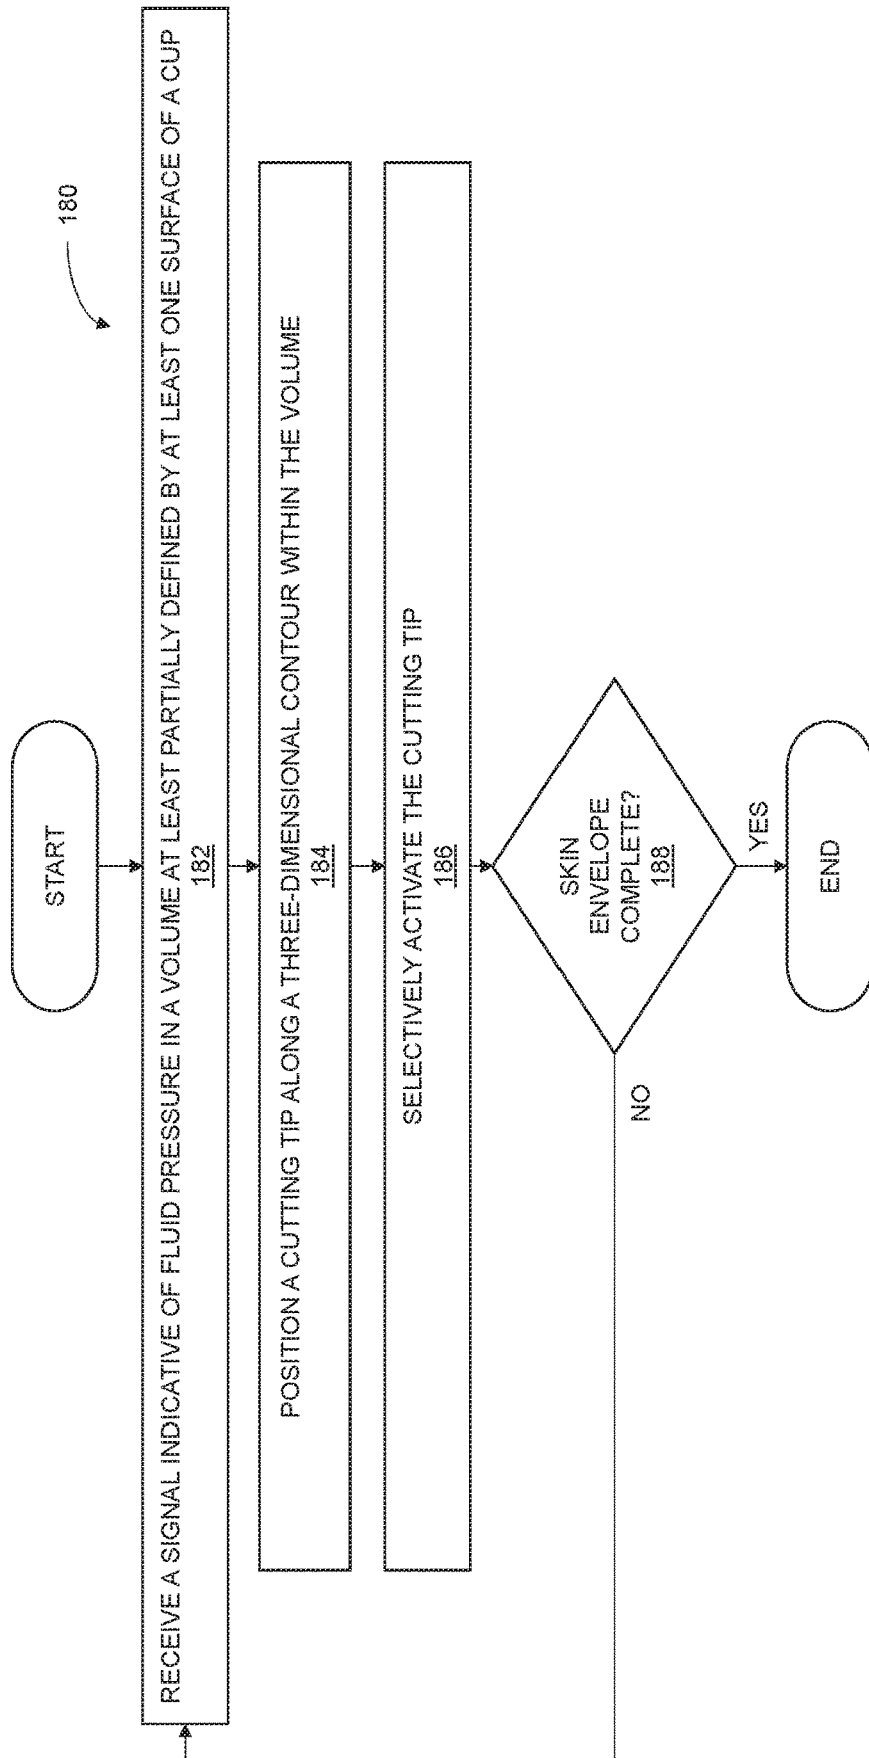 180
START
RECEIVE A SIGNAL INDICATIVE OF FLUID PRESSURE IN A VOLUME AT LEAST PARTIALLY DEFINED BY AT LEAST ONE SURFACE OF A CUP
182
POSITION A CUTTING TIP ALONG A THREE-DIMENSIONAL CONTOUR WITHIN THE VOLUME
184
SELECTIVELY ACTIVATE THE CUTTING TIP
186
SKIN
ENVELOPE
COMPLETE?
188
NO
YES
END